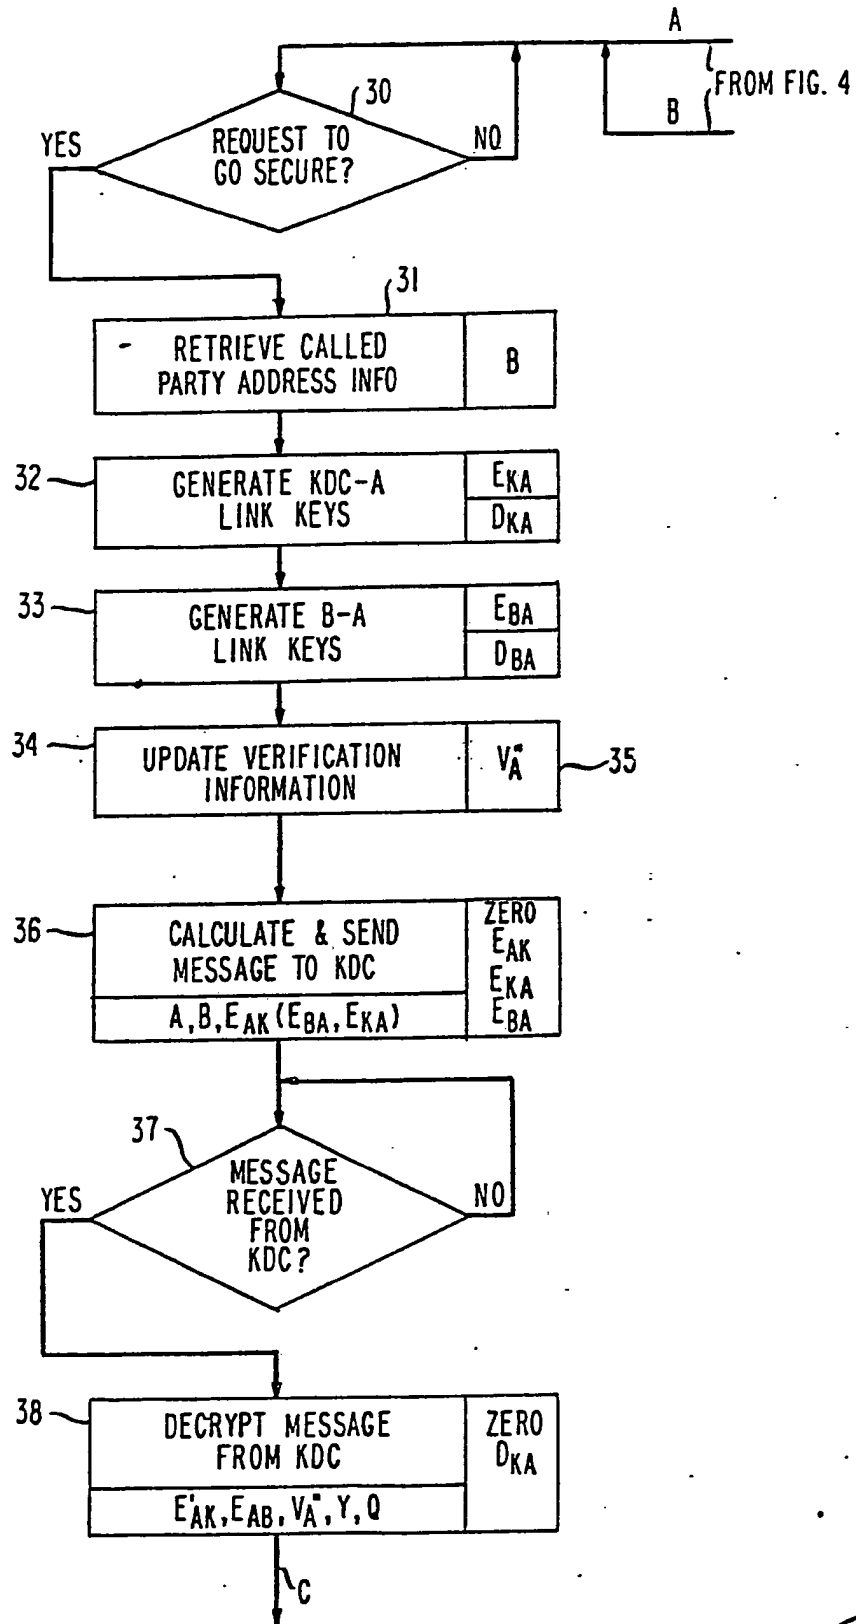 A
FROM FIG. 4
B
30
YES
REQUEST TO
GO SECURE?
NO
31
RETRIEVE CALLED
PARTY ADDRESS INFO
B
32
GENERATE KDC-A
LINK KEYS
EKA
DKA
33
GENERATE B-A
LINK KEYS
EBA
DBA
34
UPDATE VERIFICATION
INFORMATION
VA"
35
36
CALCULATE & SEND
MESSAGE TO KDC
A, B, EAK (EBA, EKA)
ZERO
EAK
EKA
EBA
37
YES
MESSAGE
RECEIVED
FROM
KDC?
NO
38
DECRYPT MESSAGE
FROM KDC
E'AK, EAB, VA", Y, Q
ZERO
DKA
C